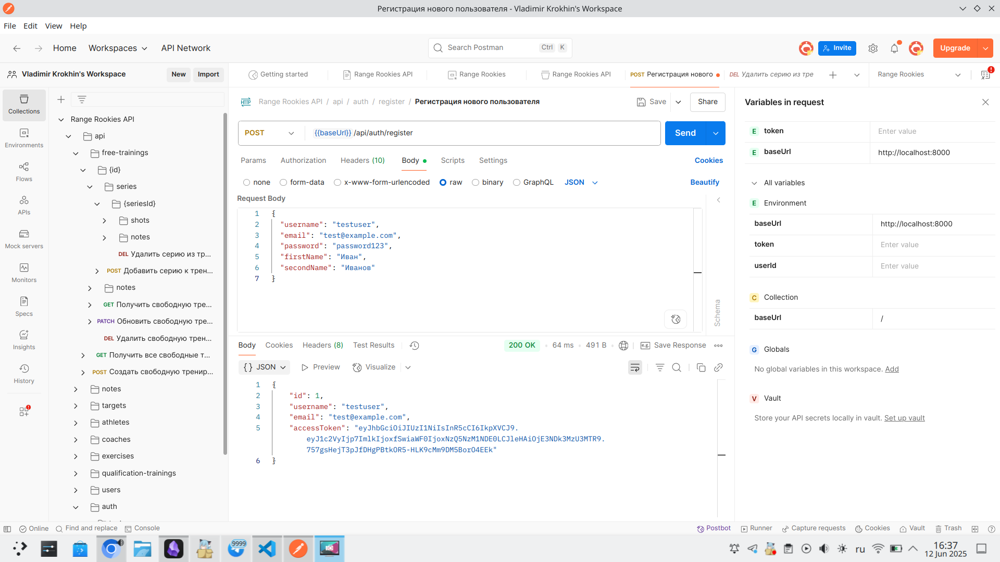 Регистрация нового пользователя - Vladimir Krokhin's Workspace
File Edit View Help
Home Workspaces API Network
Search Postman Ctrl K
Invite
Upgrade
Vladimir Krokhin's Workspace New Import
Getting started
Range Rookies API
Range Rookies
Range Rookies API
POST Регистрация нового
DEL Удалить серию из тре
Range Rookies
Collections
Environments
Flows
APIs
Mock servers
Monitors
Specs
Insights
History
Range Rookies API
api
free-trainings
{id}
series
{seriesId}
shots
notes
DEL Удалить серию из тр...
POST Добавить серию к трен...
notes
GET Получить свободную тре...
PATCH Обновить свободную тре...
DEL Удалить свободную трен...
GET Получить все свободные т...
POST Создать свободную тренир...
notes
targets
athletes
coaches
exercises
qualification-trainings
users
auth
HTTP Range Rookies API / api / auth / register / Регистрация нового пользователя
Save Share
POST {{baseUrl}} /api/auth/register
Send
Params Authorization Headers (10) Body Scripts Settings Cookies
none form-data x-www-form-urlencoded raw binary GraphQL JSON Beautify
Request Body
1 {
2 "username": "testuser",
3 "email": "test@example.com",
4 "password": "password123",
5 "firstName": "Иван",
6 "secondName": "Иванов"
7 }
Schema
Body Cookies Headers (8) Test Results 200 OK 64 ms 491 B e.g. Save Response
{} JSON Preview Visualize
1 {
2 "id": 1,
3 "username": "testuser",
4 "email": "test@example.com",
5 "accessToken": "eyJhbGciOiJIUzI1NiIsInR5cCI6IkpXVCJ9.
eyJ1c2VyIjp7ImlkIjoxfSwiaWF0IjoxNzQ5NzM1NDE0LCJleHAiOjE3NDk3MzU3MTR9.
757gsHejT3pJfDHgPBtkOR5-HLK9cMm9DM5BorO4EEk"
6 }
Variables in request
E token Enter value
E baseUrl http://localhost:8000
All variables
E Environment
baseUrl http://localhost:8000
token Enter value
userId Enter value
C Collection
baseUrl /
G Globals
No global variables in this workspace. Add
V Vault
Store your API secrets locally in vault. Set up vault
Online Find and replace Console
Postbot Runner Capture requests Cookies Vault Trash
9999
ru
16:37
12 Jun 2025